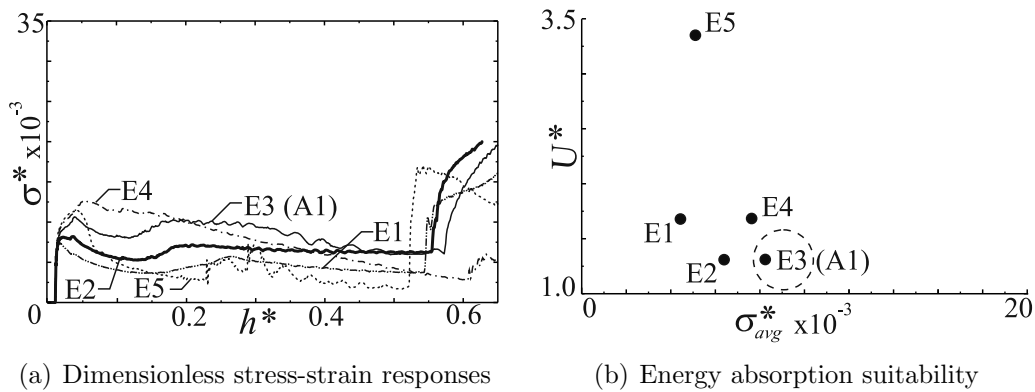 35
σ* x10⁻³
E4
E3 (A1)
E1
E2
E5
0
0.2
h*
0.4
0.6
(a) Dimensionless stress-strain responses
3.5
U*
E5
E1
E4
E2
E3 (A1)
1.0
0
σ*avg x10⁻³
20
(b) Energy absorption suitability